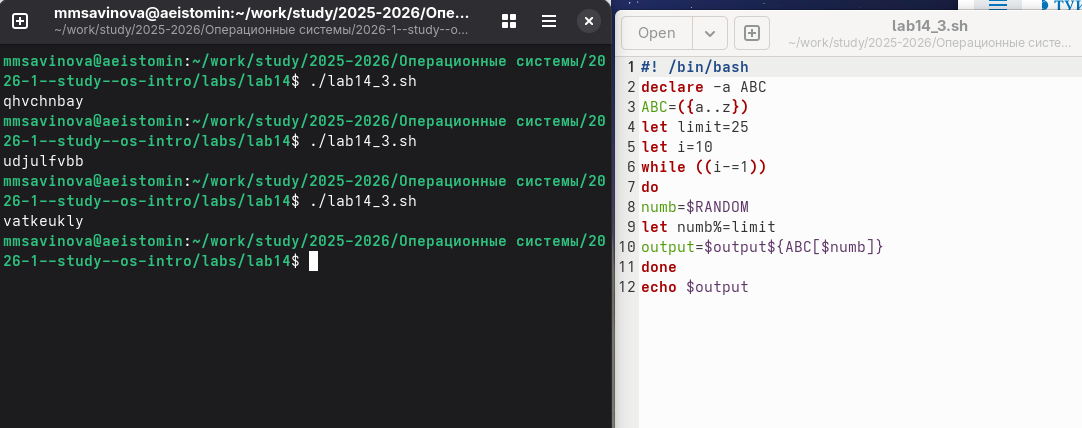 mmsavinova@aeistomin:~/work/study/2025-2026/Опе...
~/work/study/2025-2026/Операционные системы/2026-1--study--o...
mmsavinova@aeistomin:~/work/study/2025-2026/Операционные системы/20
26-1--study--os-intro/labs/lab14$ ./lab14_3.sh
qhvchnbay
mmsavinova@aeistomin:~/work/study/2025-2026/Операционные системы/20
26-1--study--os-intro/labs/lab14$ ./lab14_3.sh
udjulfvbb
mmsavinova@aeistomin:~/work/study/2025-2026/Операционные системы/20
26-1--study--os-intro/labs/lab14$ ./lab14_3.sh
vatkeukly
mmsavinova@aeistomin:~/work/study/2025-2026/Операционные системы/20
26-1--study--os-intro/labs/lab14$
Open
lab14_3.sh
~/work/study/2025-2026/Операционные систе...
1 #! /bin/bash
2 declare -a ABC
3 ABC=({a..z})
4 let limit=25
5 let i=10
6 while ((i-=1))
7 do
8 numb=$RANDOM
9 let numb%=limit
10 output=$output${ABC[$numb]}
11 done
12 echo $output